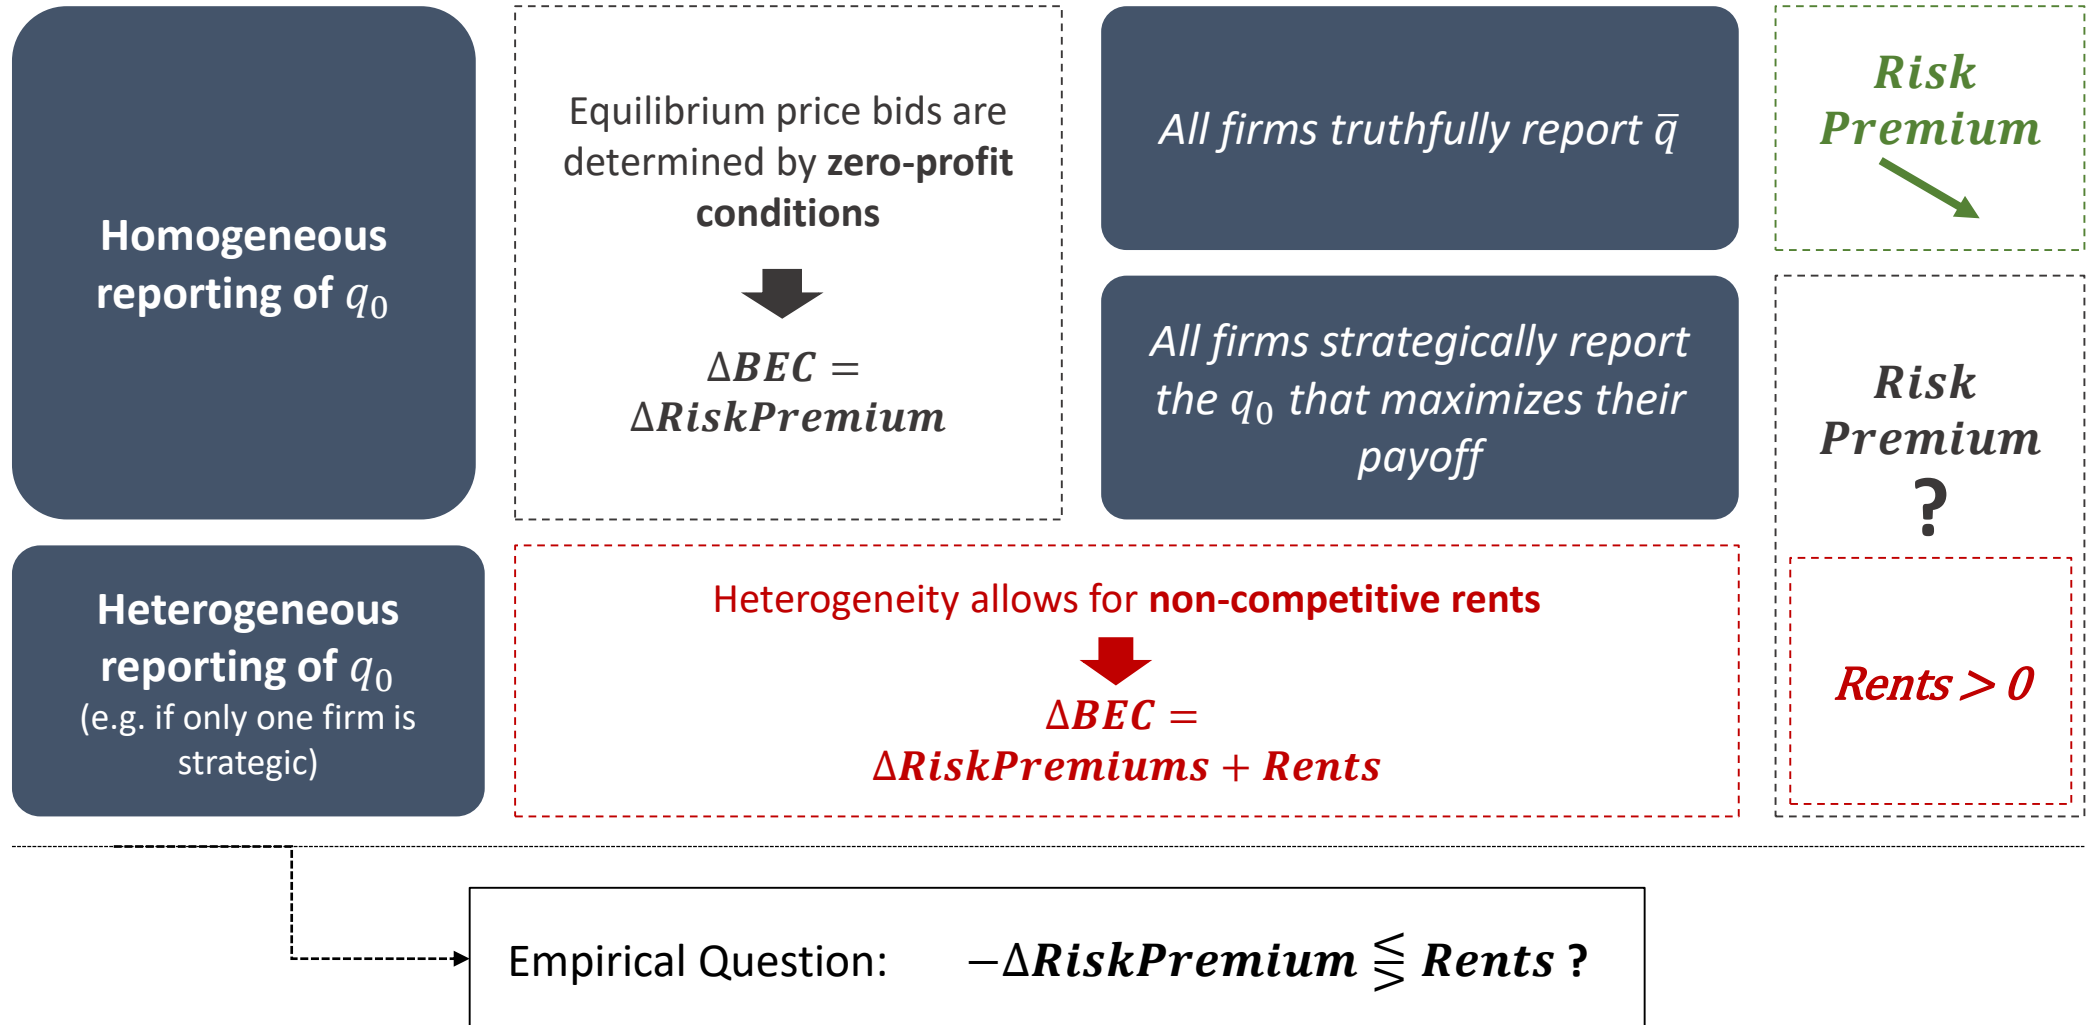 Homogeneous
reporting of q₀
Equilibrium price bids are
determined by zero-profit
conditions
ΔBEC =
ΔRiskPremium
All firms truthfully report q̅
Risk
Premium
All firms strategically report
the q₀ that maximizes their
payoff
Risk
Premium
?
Heterogeneous
reporting of q₀
(e.g. if only one firm is
strategic)
Heterogeneity allows for non-competitive rents
ΔBEC =
ΔRiskPremiums + Rents
Rents > 0
Empirical Question: −ΔRiskPremium ⪋ Rents ?